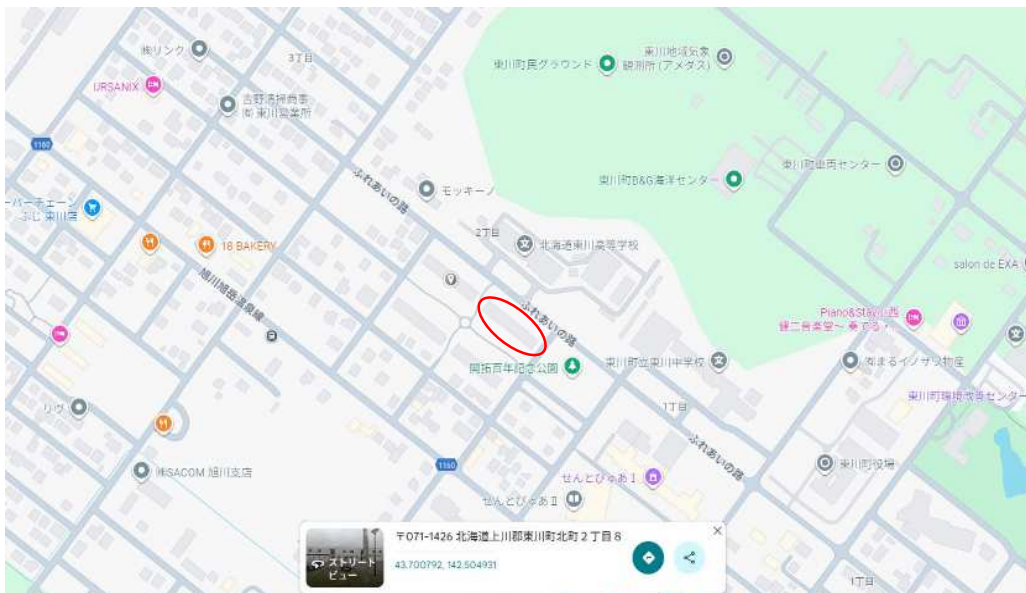 ㈱リンク
3丁目
東川町民グラウンド
東川地域気象
観測所 (アメダス)
URSANIX
吉野清掃商事
㈲ 東川営業所
1160
ふれあいの路
モッキーノ
東川町B&G海洋センター
東川町車両センター
ーパーチェーン
ふじ 東川店
18 BAKERY
2丁目
北海道東川高等学校
salon de EXA
旭川旭岳温泉線
ふれあいの路
Piano&Stay小西
健二音楽堂~ 奏でる・
開拓百年記念公園
東川町立東川中学校
㈲まるイノザワ物産
1丁目
東川町環境改善センター
リヴ
ふれあいの路
㈱SACOM 旭川支店
1160
せんとぴゅあ I
東川町役場
せんとぴゅあ II
ストリート
ビュー
〒071-1426 北海道上川郡東川町北町2丁目8
43.700792, 142.504931
1丁目